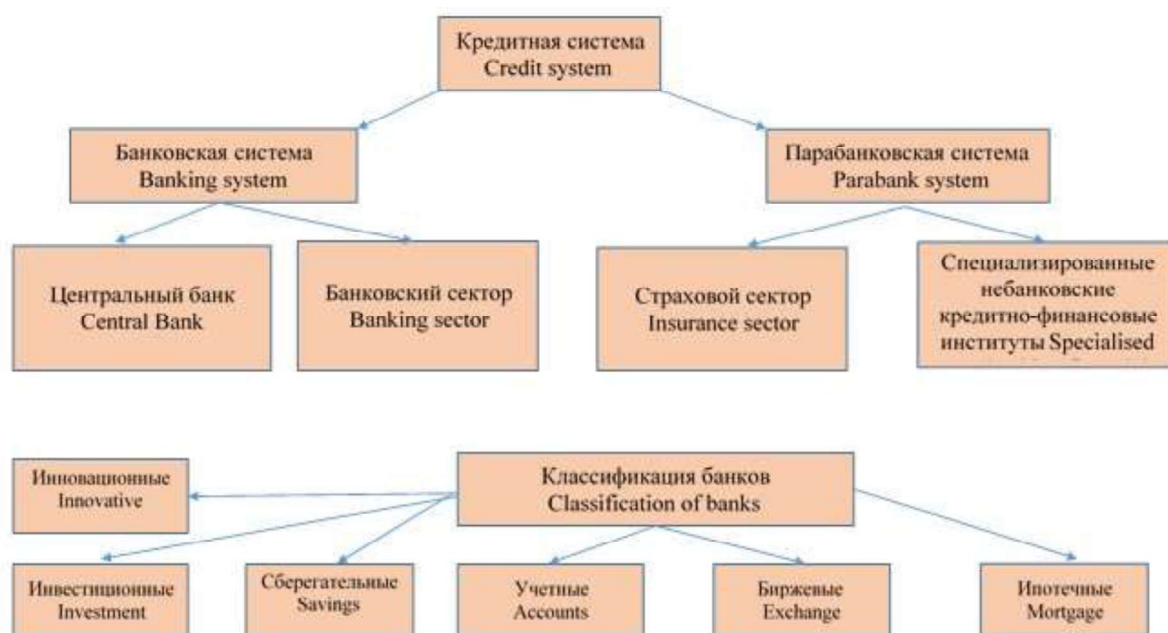 Кредитная система
Credit system
Банковская система
Banking system
Парабанковская система
Parabank system
Центральный банк
Central Bank
Банковский сектор
Banking sector
Страховой сектор
Insurance sector
Специализированные
небанковские
кредитно-финансовые
институты Specialised
Классификация банков
Classification of banks
Инновационные
Innovative
Инвестиционные
Investment
Сберегательные
Savings
Учетные
Accounts
Биржевые
Exchange
Ипотечные
Mortgage